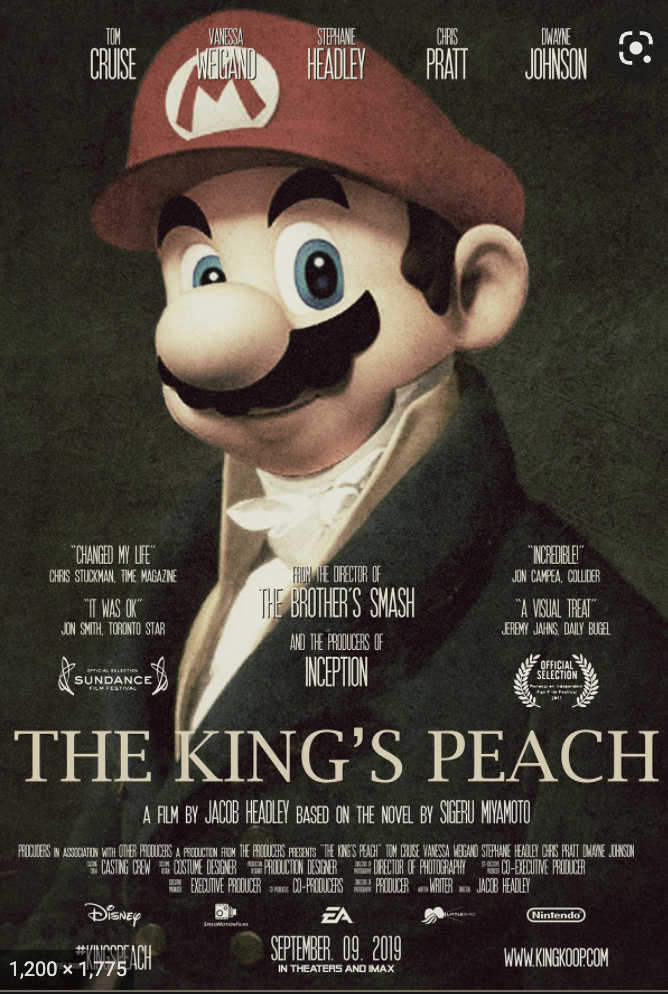 TOM
CRUISE
VANESSA
WEIGAND
STEPHANIE
HEADLEY
CHRIS
PRATT
DWAYNE
JOHNSON
M
"CHANGED MY LIFE"
CHRIS STUCKMAN, TIME MAGAZINE
"IT WAS OK"
JON SMITH, TORONTO STAR
FROM THE DIRECTOR OF
THE BROTHER'S SMASH
AND THE PRODUCERS OF
INCEPTION
"INCREDIBLE!"
JON CAMPEA, COLLIDER
"A VISUAL TREAT"
JEREMY JAHNS, DAILY BUGEL
OFFICIAL SELECTION
SUNDANCE
FILM FESTIVAL
OFFICIAL
SELECTION
Film Festival
THE KING'S PEACH
A FILM BY JACOB HEADLEY BASED ON THE NOVEL BY SIGERU MIYAMOTO
PROCUDERS IN ASSOCIATION WITH OTHER PRODUCERS A PRODUCTION FROM THE PRODUCERS PRESENTS "THE KING'S PEACH" TOM CRUISE VANESSA WEIGAND STEPHANIE HEADLEY CHRIS PRATT DWAYNE JOHNSON
CASTING CREW COSTUME DESIGNER PRODUCTION DESIGNER DIRECTOR OF PHOTOGRAPHY CO-EXECUTIVE PRODUCER
EXECUTIVE PRODUCER CO-PRODUCERS PRODUCER WRITER JACOB HEADLEY
Disney
SPEEDMOTIONFILMS
EA
LITTLEBIRD
Nintendo
#KINGSPEACH
SEPTEMBER. 09. 2019
IN THEATERS AND IMAX
WWW.KINGKOOP.COM
1,200 × 1,775